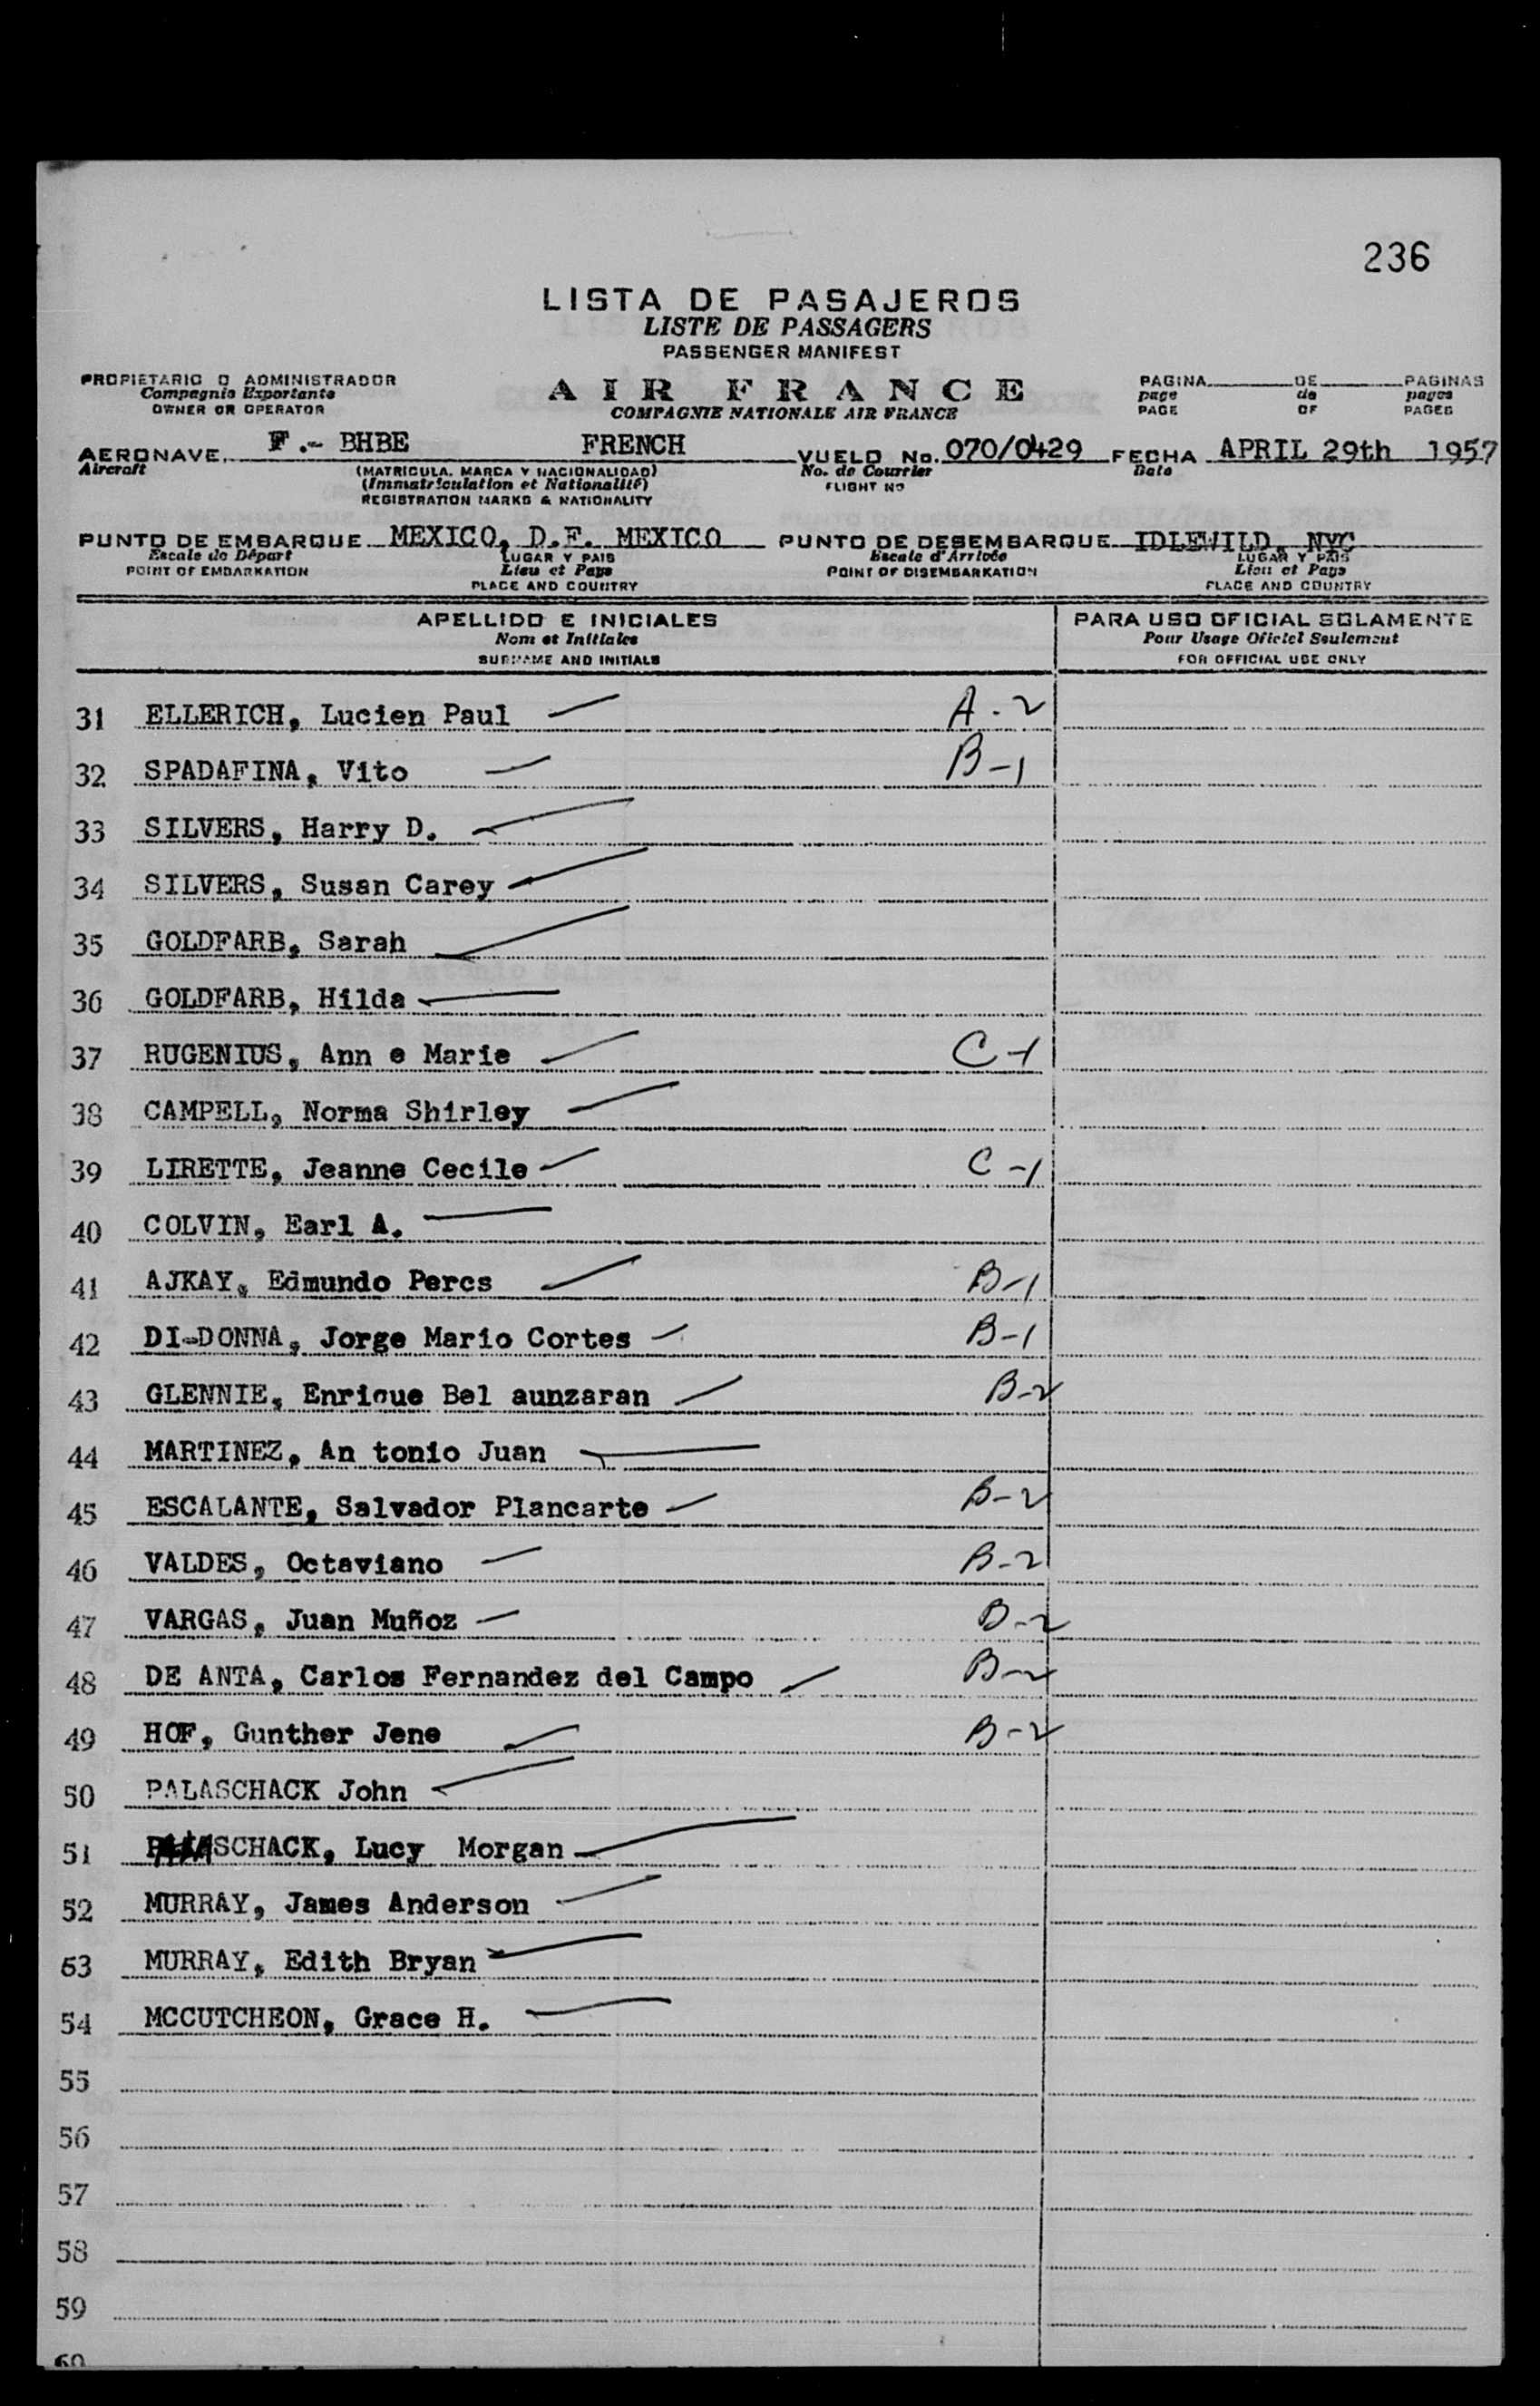 236
LISTA DE PASAJEROS
LISTE DE PASSAGERS
PASSENGER MANIFEST
PROPIETARIO O ADMINISTRADOR
Compagnie Exportante
OWNER OR OPERATOR
AIR FRANCE
COMPAGNIE NATIONALE AIR FRANCE
PAGINA DE PAGINAS
page de pages
PAGE OF PAGES
AERONAVE F.- BHBE FRENCH VUELO No. 070/0429 FECHA APRIL 29th 1957
Aircraft (MATRICULA, MARCA Y NACIONALIDAD) No. de Courrier Date
(Immatriculation et Nationalité) FLIGHT NO
REGISTRATION MARKS & NATIONALITY
PUNTO DE EMBARQUE MEXICO, D.F. MEXICO PUNTO DE DESEMBARQUE IDLEWILD, NYC
Escale de Départ LUGAR Y PAIS Escale d'Arrivée LUGAR Y PAIS
POINT OF EMBARKATION Lieu et Pays POINT OF DISEMBARKATION Lieu et Pays
PLACE AND COUNTRY PLACE AND COUNTRY
APELLIDO E INICIALES PARA USO OFICIAL SOLAMENTE
Nom et Initiales Pour Usage Oficiel Seulement
SURNAME AND INITIALS FOR OFFICIAL USE ONLY
31 ELLERICH, Lucien Paul A-2
32 SPADAFINA, Vito B-1
33 SILVERS, Harry D.
34 SILVERS, Susan Carey
35 GOLDFARB, Sarah
36 GOLDFARB, Hilda
37 RUGENIUS, Ann e Marie C-1
38 CAMPELL, Norma Shirley
39 LIRETTE, Jeanne Cecile C-1
40 COLVIN, Earl A.
41 AJKAY, Edmundo Percs B-1
42 DI-DONNA, Jorge Mario Cortes B-1
43 GLENNIE, Enrique Bel aunzaran B-2
44 MARTINEZ, An tonio Juan
45 ESCALANTE, Salvador Plancarte B-2
46 VALDES, Octaviano B-2
47 VARGAS, Juan Muñoz B-2
48 DE ANTA, Carlos Fernandez del Campo B-2
49 HOF, Gunther Jene B-2
50 PALASCHACK John
51 PALASCHACK, Lucy Morgan
52 MURRAY, James Anderson
53 MURRAY, Edith Bryan
54 MCCUTCHEON, Grace H.
55
56
57
58
59
60